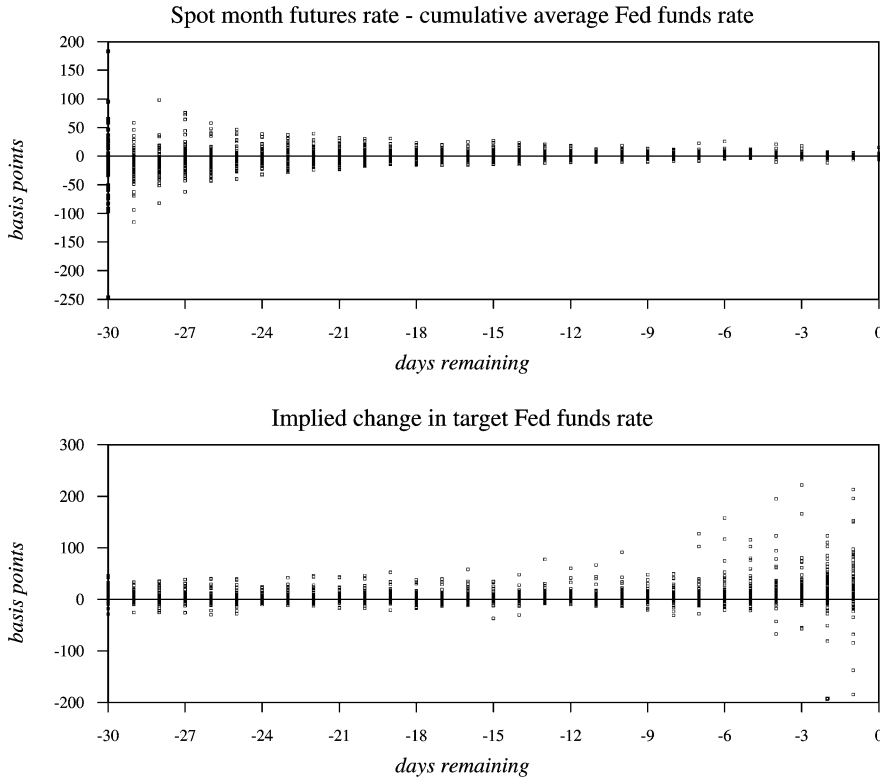 Spot month futures rate - cumulative average Fed funds rate
200
150
100
50
0
-50
-100
-150
-200
-250
basis points
-30 -27 -24 -21 -18 -15 -12 -9 -6 -3 0
days remaining
Implied change in target Fed funds rate
300
200
100
0
-100
-200
basis points
-30 -27 -24 -21 -18 -15 -12 -9 -6 -3 0
days remaining